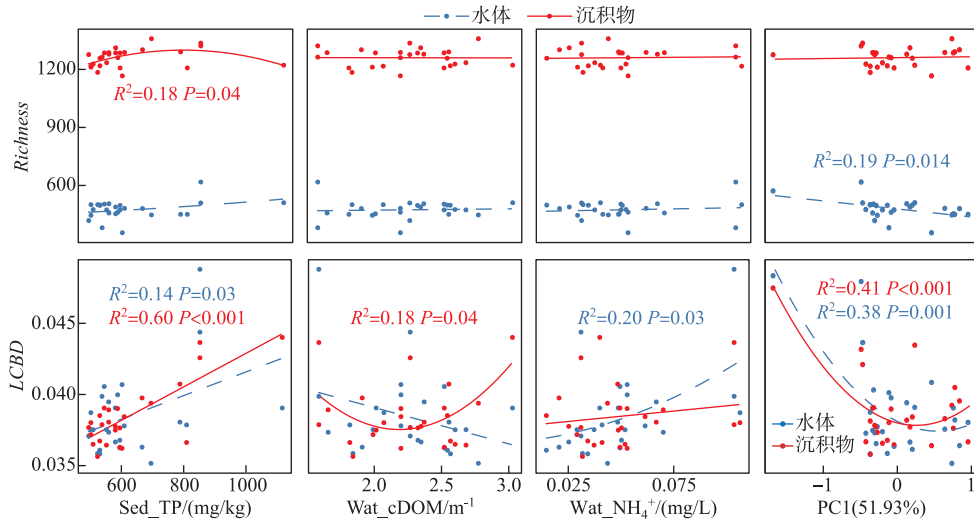 水体 沉积物
Richness
1200
900
600
R²=0.18 P=0.04
R²=0.19 P=0.014
LCBD
0.045
0.040
0.035
R²=0.14 P=0.03
R²=0.60 P<0.001
R²=0.18 P=0.04
R²=0.20 P=0.03
R²=0.41 P<0.001
R²=0.38 P=0.001
水体
沉积物
600 800 1000
2.0 2.5 3.0
0.025 0.075
−1 0 1
Sed_TP/(mg/kg)
Wat_cDOM/m⁻¹
Wat_NH₄⁺/(mg/L)
PC1(51.93%)